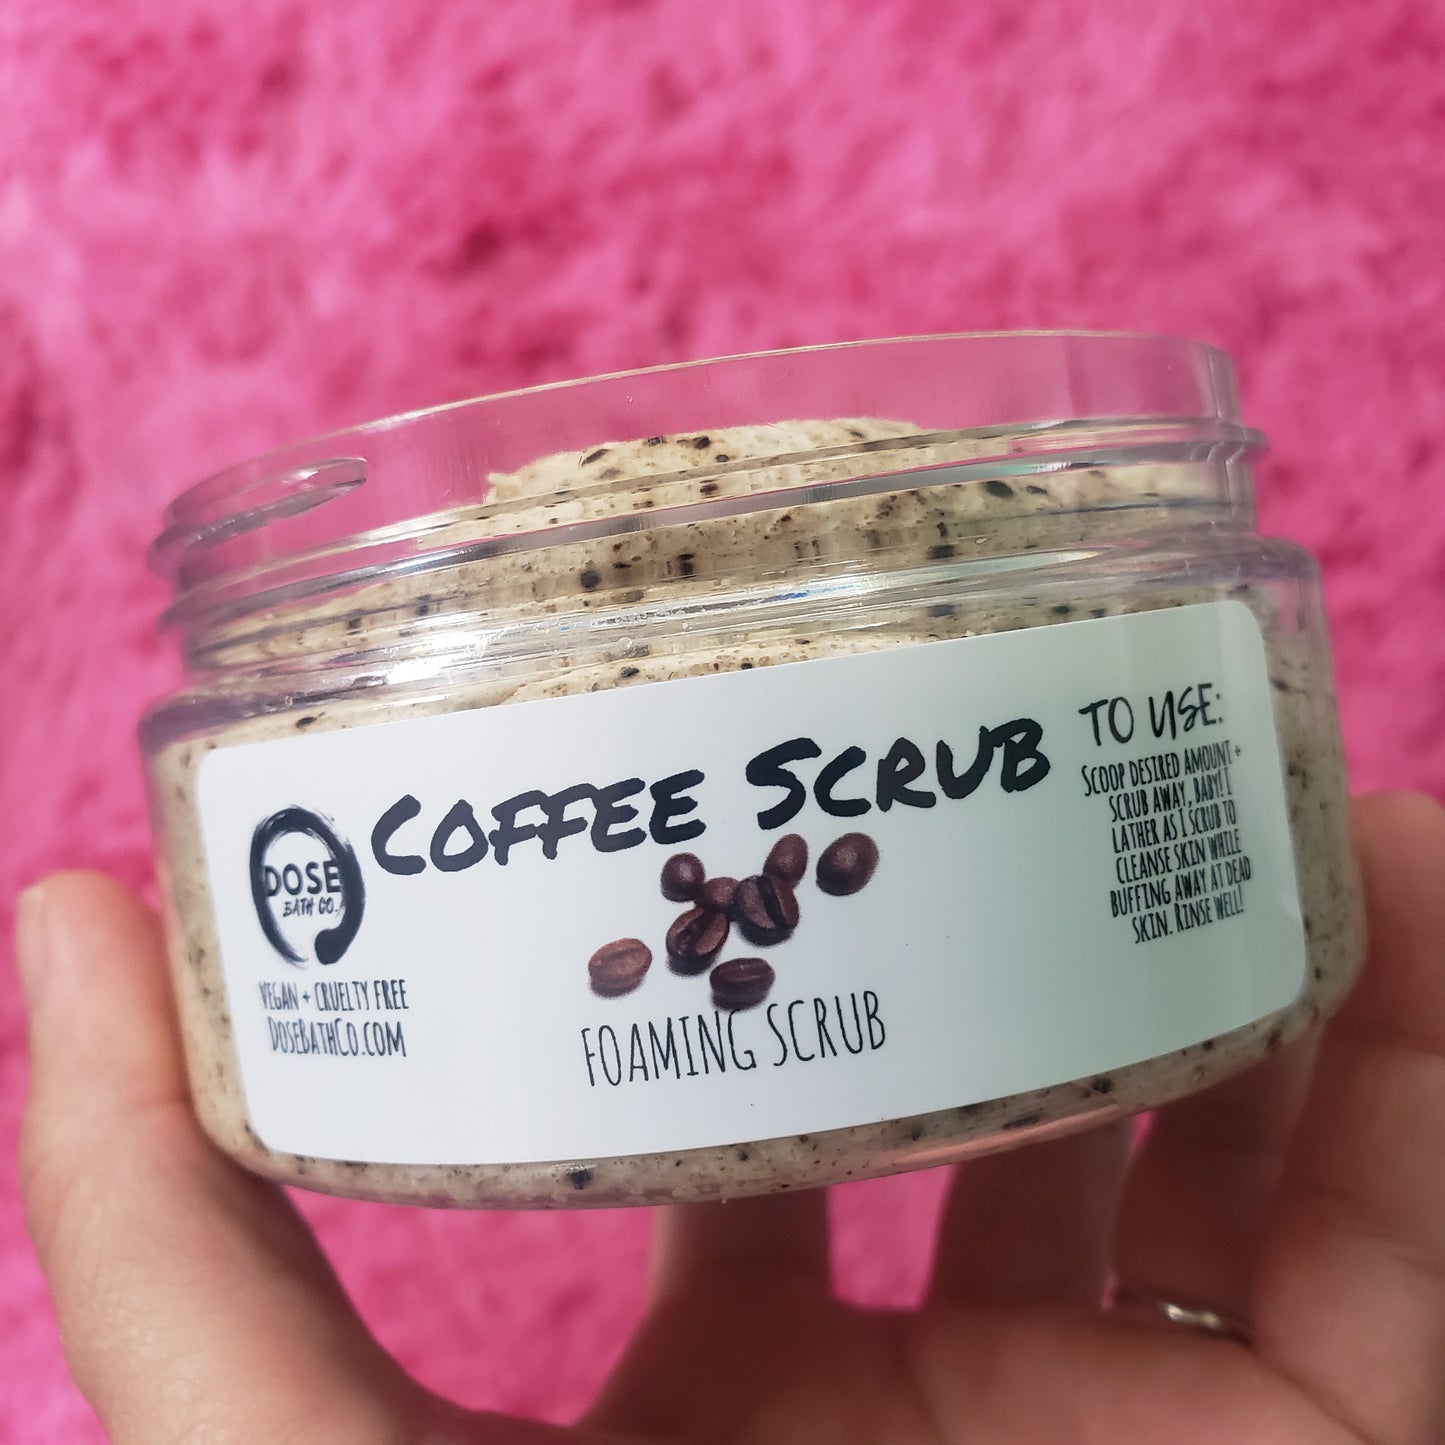 COFFEE SCRUB
DOSE
BATH CO.
VEGAN + CRUELTY FREE
DOSEBATHCO.COM
FOAMING SCRUB
TO USE:
SCOOP DESIRED AMOUNT +
SCRUB AWAY, BABY! I
LATHER AS I SCRUB TO
CLEANSE SKIN WHILE
BUFFING AWAY AT DEAD
SKIN. RINSE WELL!